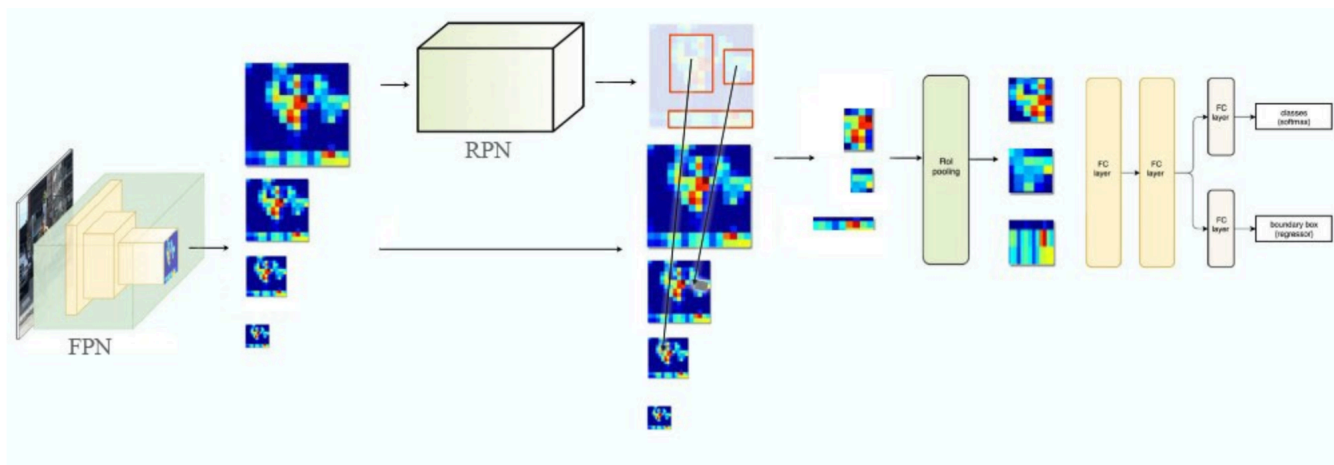 FPN
RPN
RoI
pooling
FC
layer
FC
layer
FC
layer
classes
(softmax)
FC
layer
boundary box
(regressor)